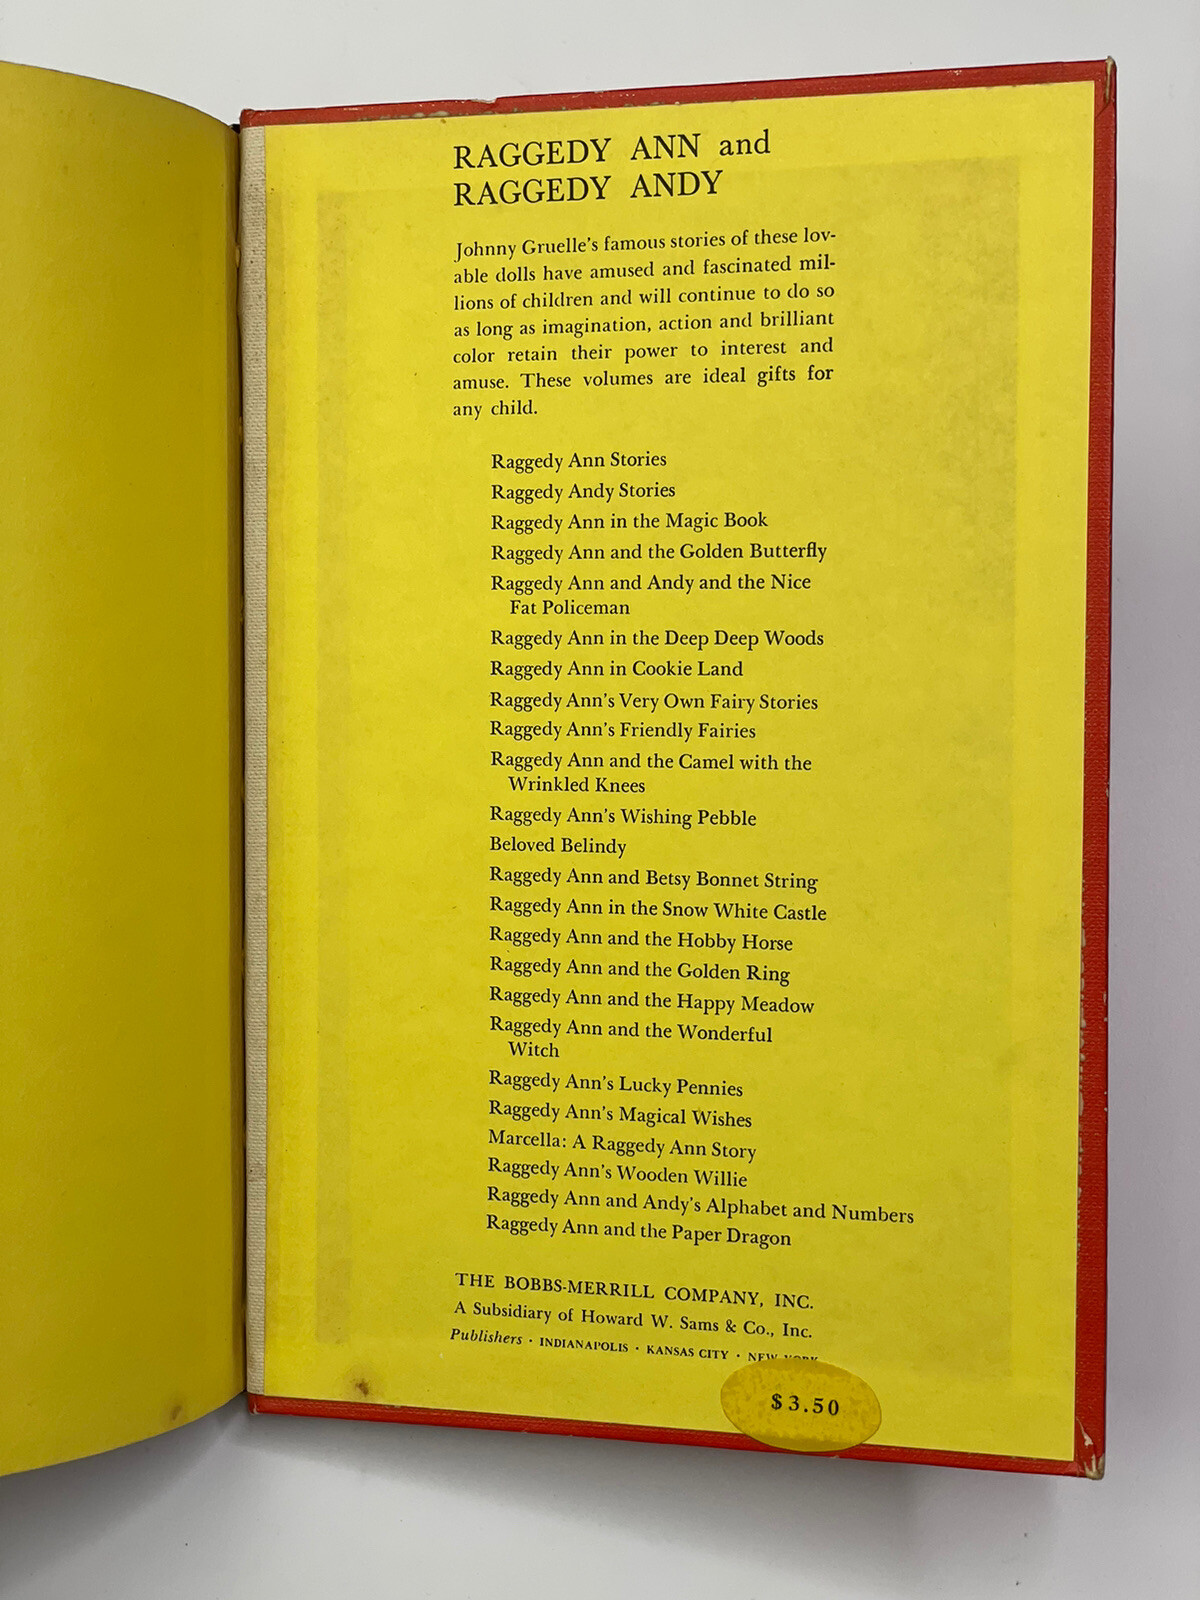 RAGGEDY ANN and
RAGGEDY ANDY
Johnny Gruelle's famous stories of these lov-
able dolls have amused and fascinated mil-
lions of children and will continue to do so
as long as imagination, action and brilliant
color retain their power to interest and
amuse. These volumes are ideal gifts for
any child.
Raggedy Ann Stories
Raggedy Andy Stories
Raggedy Ann in the Magic Book
Raggedy Ann and the Golden Butterfly
Raggedy Ann and Andy and the Nice
Fat Policeman
Raggedy Ann in the Deep Deep Woods
Raggedy Ann in Cookie Land
Raggedy Ann's Very Own Fairy Stories
Raggedy Ann's Friendly Fairies
Raggedy Ann and the Camel with the
Wrinkled Knees
Raggedy Ann's Wishing Pebble
Beloved Belindy
Raggedy Ann and Betsy Bonnet String
Raggedy Ann in the Snow White Castle
Raggedy Ann and the Hobby Horse
Raggedy Ann and the Golden Ring
Raggedy Ann and the Happy Meadow
Raggedy Ann and the Wonderful
Witch
Raggedy Ann's Lucky Pennies
Raggedy Ann's Magical Wishes
Marcella: A Raggedy Ann Story
Raggedy Ann's Wooden Willie
Raggedy Ann and Andy's Alphabet and Numbers
Raggedy Ann and the Paper Dragon
THE BOBBS-MERRILL COMPANY, INC.
A Subsidiary of Howard W. Sams & Co., Inc.
Publishers · INDIANAPOLIS · KANSAS CITY · NEW YORK
$3.50